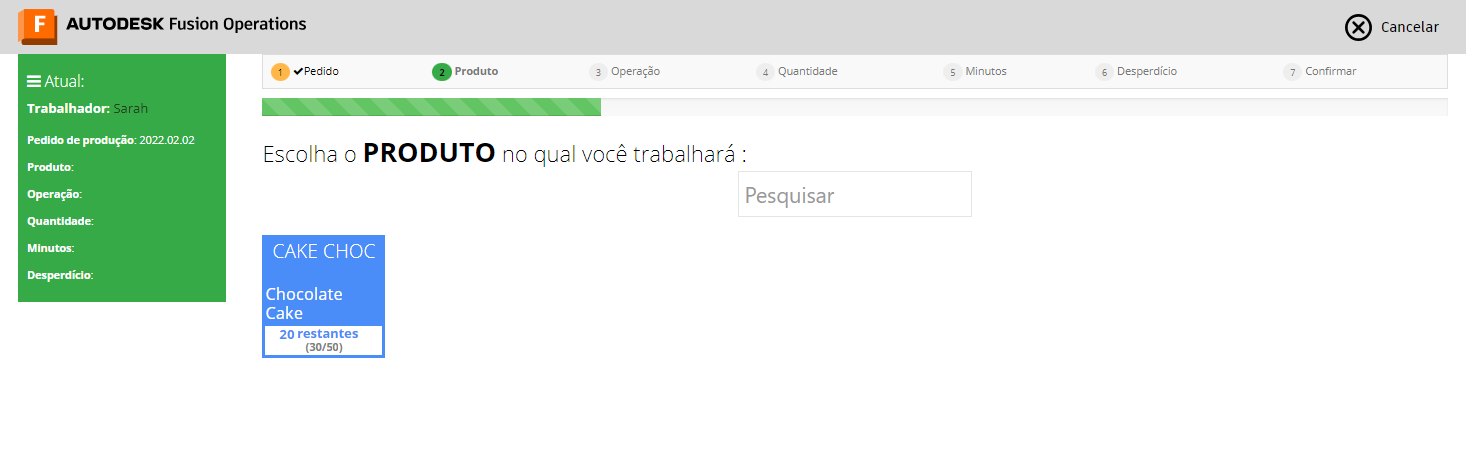 F AUTODESK Fusion Operations
Cancelar
Atual:
Trabalhador: Sarah
Pedido de produção: 2022.02.02
Produto:
Operação:
Quantidade:
Minutos:
Desperdício:
1 Pedido 2 Produto 3 Operação 4 Quantidade 5 Minutos 6 Desperdício 7 Confirmar
Escolha o PRODUTO no qual você trabalhará :
Pesquisar
CAKE CHOC
Chocolate
Cake
20 restantes
(30/50)